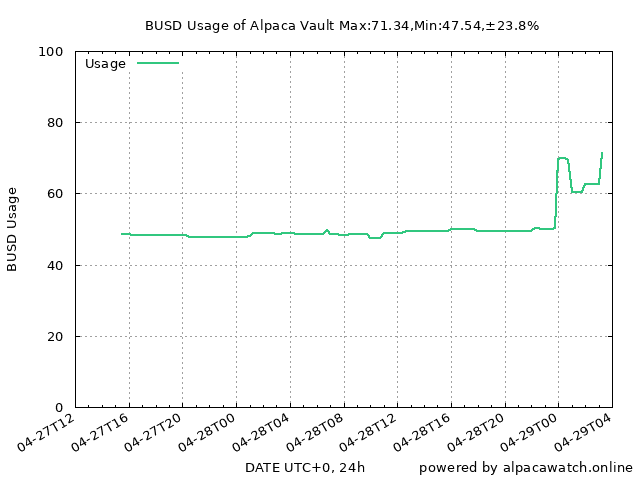 BUSD Usage of Alpaca Vault Max:71.34,Min:47.54,±23.8%
100
80
60
40
20
0
BUSD Usage
Usage
04-27T12
04-27T16
04-27T20
04-28T00
04-28T04
04-28T08
04-28T12
04-28T16
04-28T20
04-29T00
04-29T04
DATE UTC+0, 24h
powered by alpacawatch.online